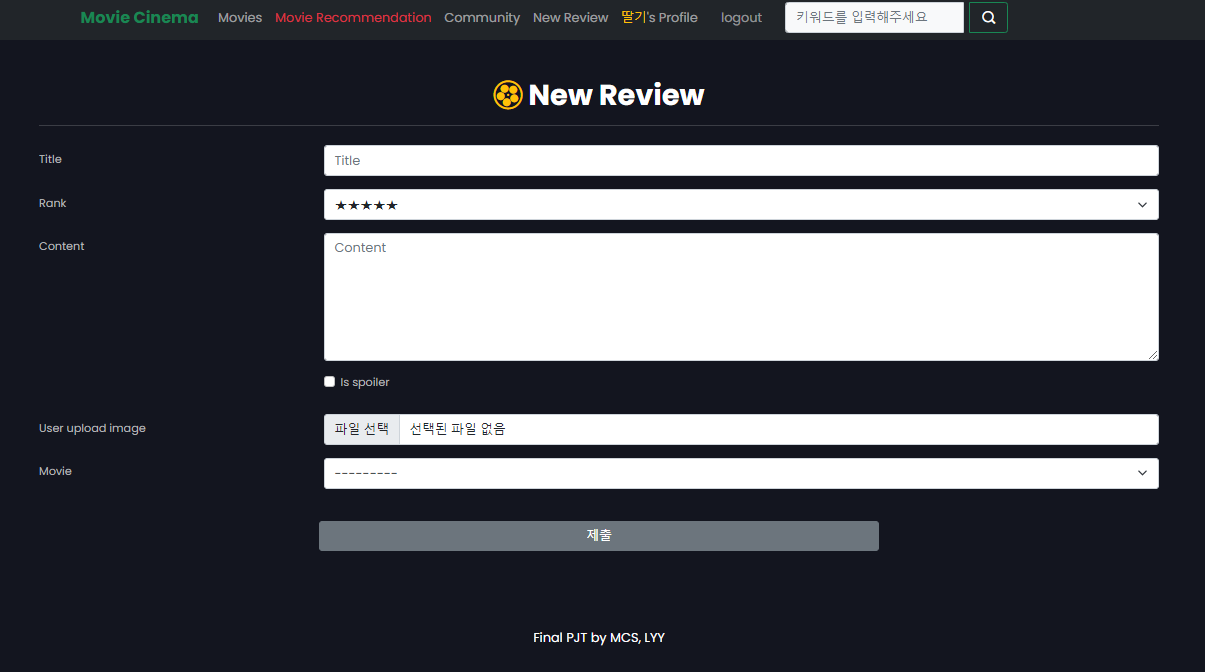 Movie Cinema Movies Movie Recommendation Community New Review 딸기's Profile logout 키워드를 입력해주세요
New Review
Title Title
Rank ★★★★★
Content Content
Is spoiler
User upload image 파일 선택 선택된 파일 없음
Movie ---------
제출
Final PJT by MCS, LYY